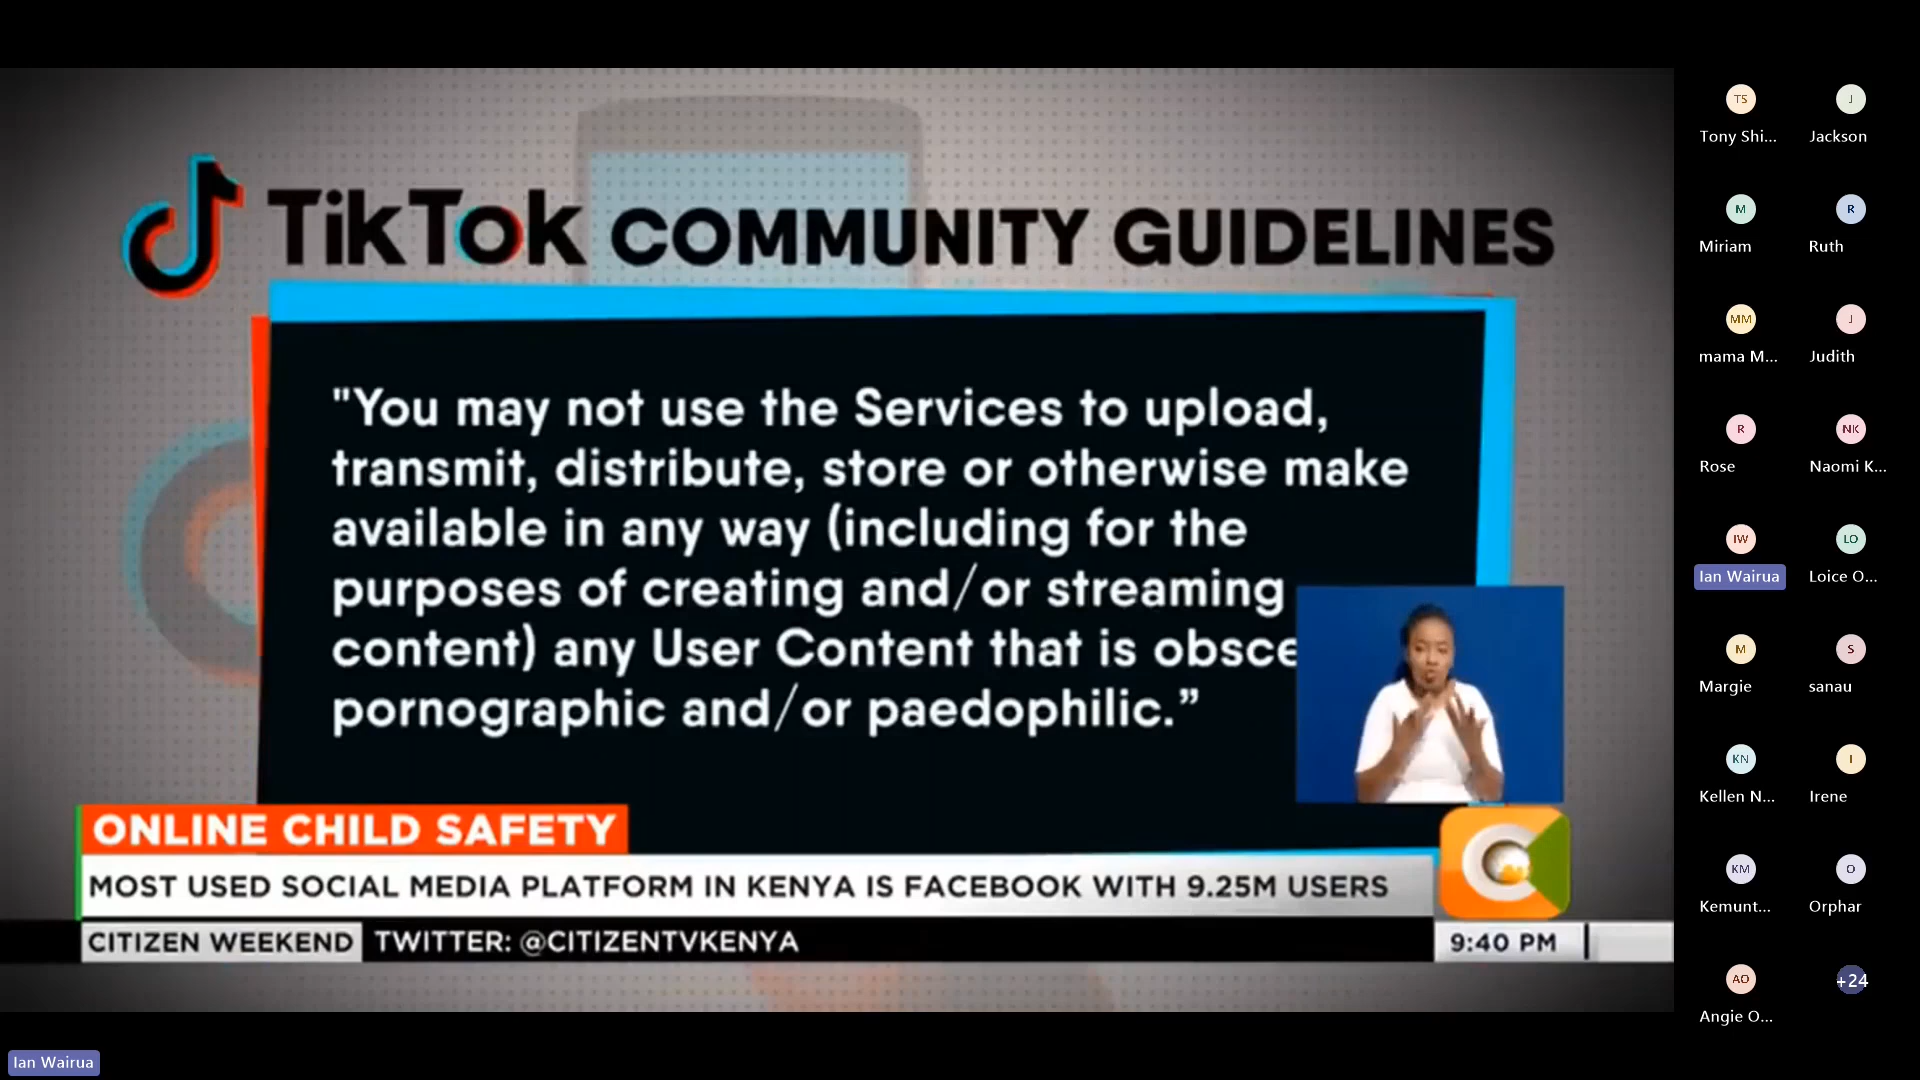 TikTok COMMUNITY GUIDELINES
"You may not use the Services to upload,
transmit, distribute, store or otherwise make
available in any way (including for the
purposes of creating and/or streaming
content) any User Content that is obsce
pornographic and/or paedophilic.”
ONLINE CHILD SAFETY
MOST USED SOCIAL MEDIA PLATFORM IN KENYA IS FACEBOOK WITH 9.25M USERS
CITIZEN WEEKEND TWITTER: @CITIZENTVKENYA
9:40 PM
TS J
Tony Shi... Jackson
M R
Miriam Ruth
MM J
mama M... Judith
R NK
Rose Naomi K...
IW LO
Ian Wairua Loice O...
M S
Margie sanau
KN I
Kellen N... Irene
KM O
Kemunt... Orphar
AO +24
Angie O...
Ian Wairua